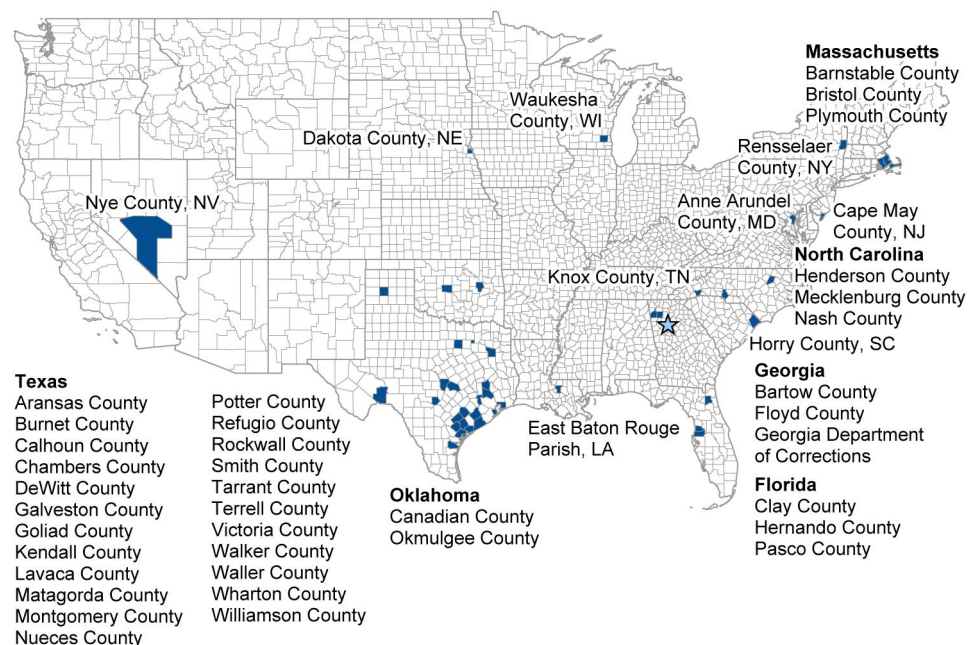 Massachusetts
Barnstable County
Bristol County
Plymouth County
Waukesha
County, WI
Dakota County, NE
Rensselaer
County, NY
Nye County, NV
Anne Arundel
County, MD
Cape May
County, NJ
North Carolina
Henderson County
Mecklenburg County
Nash County
Knox County, TN
Horry County, SC
Georgia
Bartow County
Floyd County
Georgia Department
of Corrections
Florida
Clay County
Hernando County
Pasco County
East Baton Rouge
Parish, LA
Oklahoma
Canadian County
Okmulgee County
Texas
Aransas County
Burnet County
Calhoun County
Chambers County
DeWitt County
Galveston County
Goliad County
Kendall County
Lavaca County
Matagorda County
Montgomery County
Nueces County
Potter County
Refugio County
Rockwall County
Smith County
Tarrant County
Terrell County
Victoria County
Walker County
Waller County
Wharton County
Williamson County